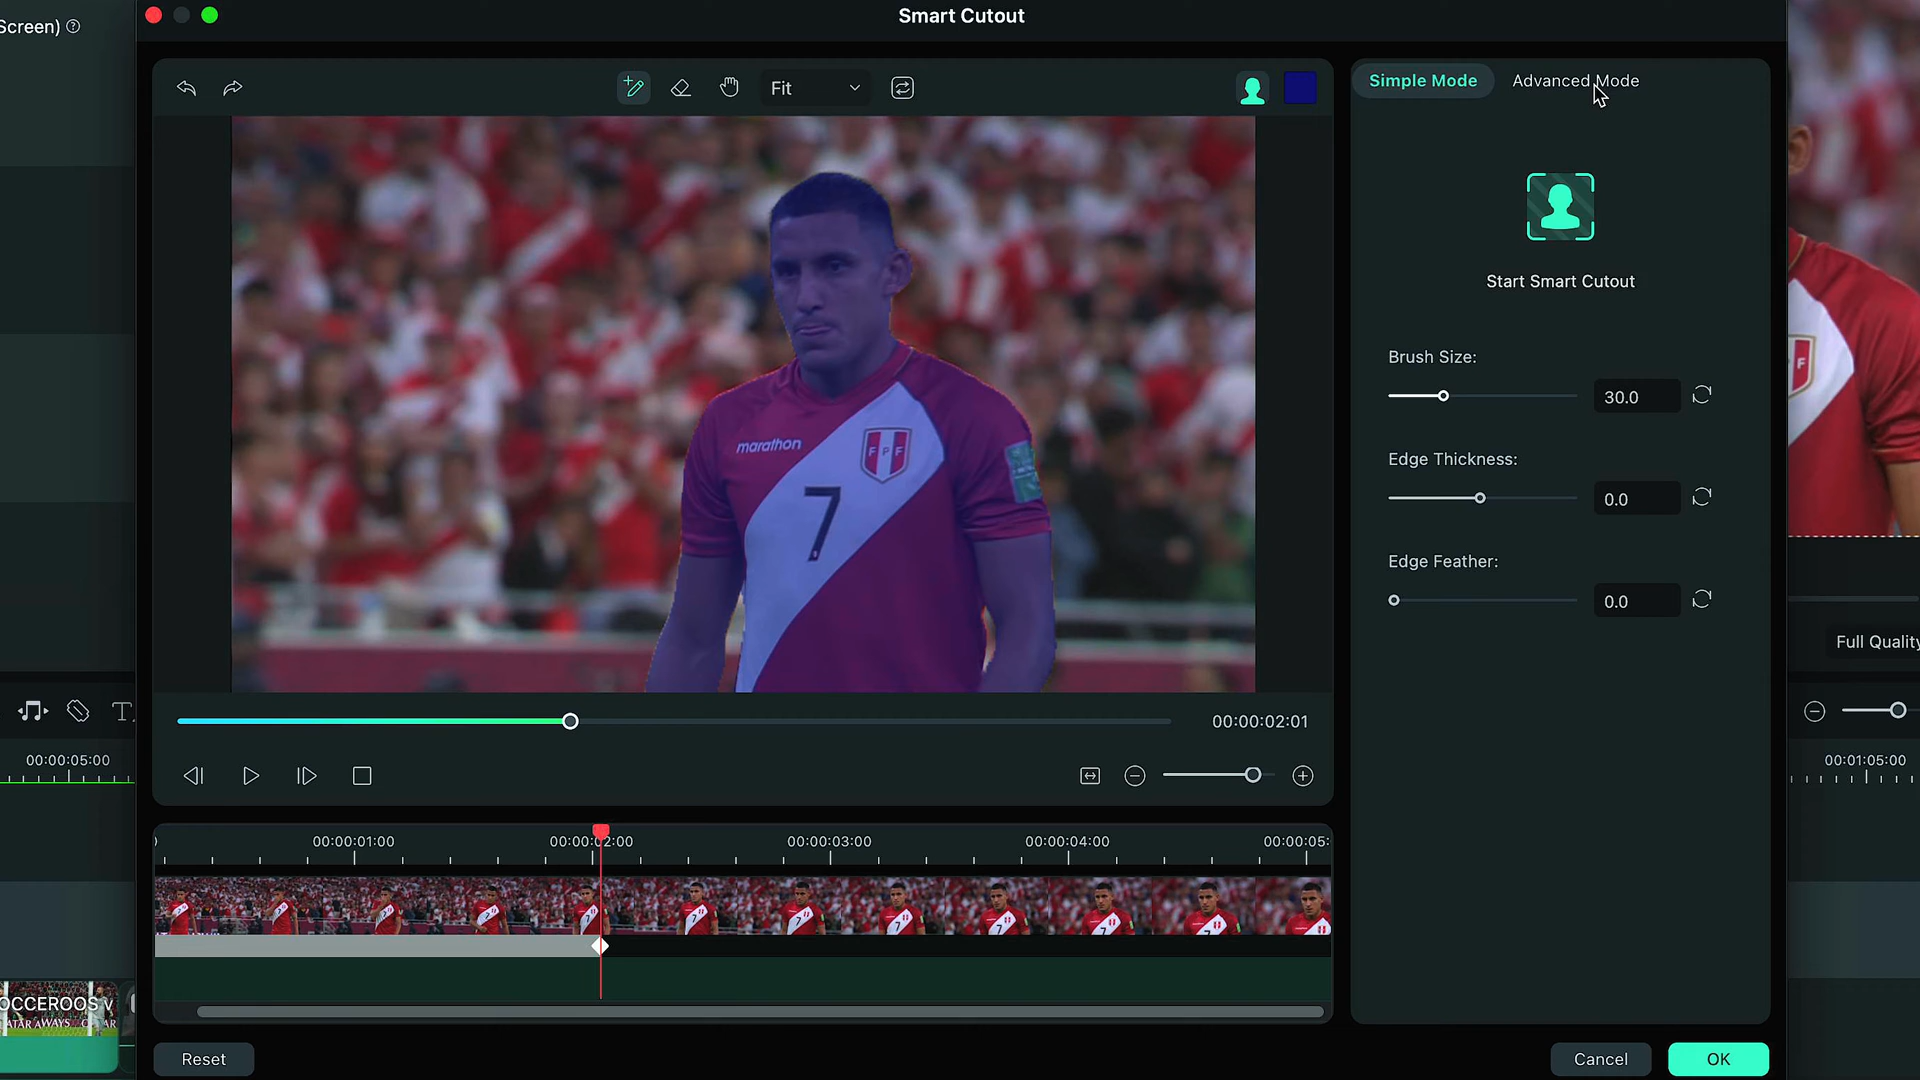 Screen)
Smart Cutout
Fit
Simple Mode
Advanced Mode
Start Smart Cutout
Brush Size:
30.0
Edge Thickness:
0.0
Edge Feather:
0.0
marathon
FPF
7
00:00:02:01
Full Quality
00:00:05:00
00:01:05:00
00:00:01:00
00:00:02:00
00:00:03:00
00:00:04:00
00:00:05:
OCCEROOS v
Reset
Cancel
OK